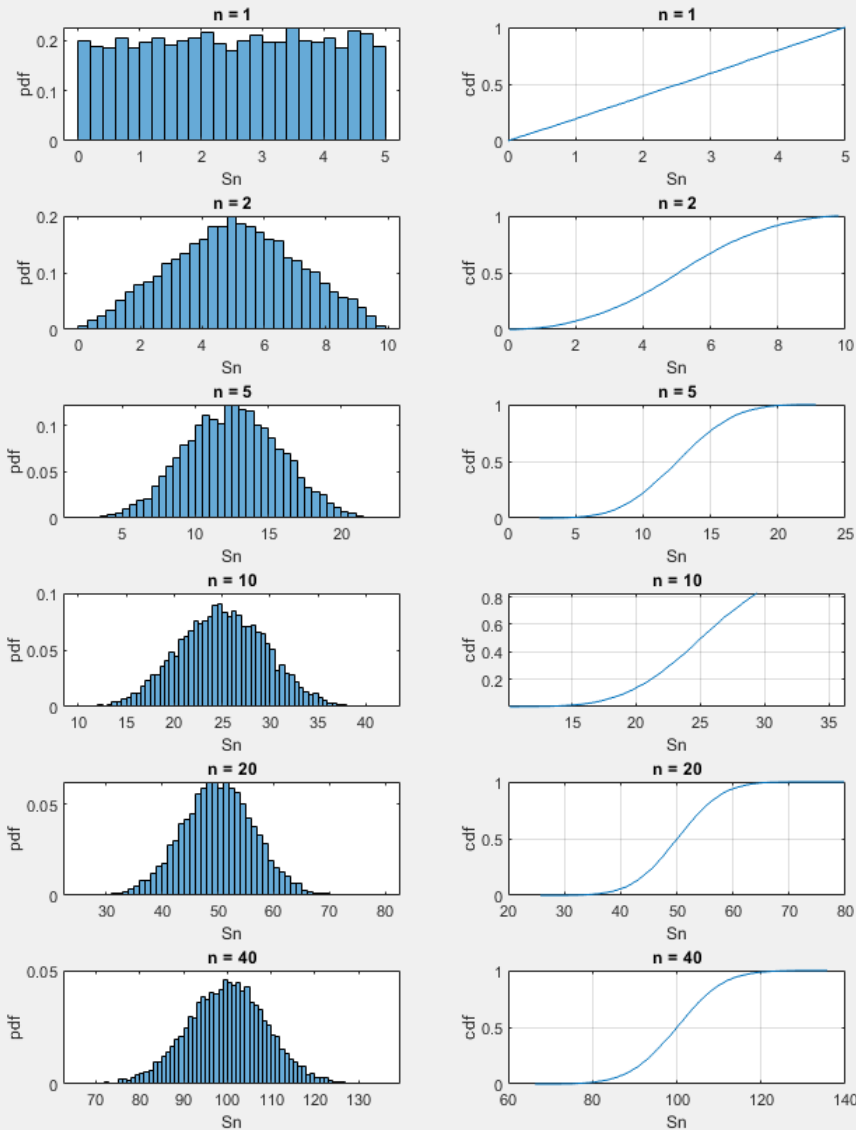 n = 1
pdf
0.2
0.1
0
0 1 2 3 4 5
Sn
n = 1
cdf
1
0.5
0
0 1 2 3 4 5
Sn
n = 2
pdf
0.2
0.1
0
0 2 4 6 8 10
Sn
n = 2
cdf
1
0.5
0
0 2 4 6 8 10
Sn
n = 5
pdf
0.1
0.05
0
5 10 15 20
Sn
n = 5
cdf
1
0.5
0
0 5 10 15 20 25
Sn
n = 10
pdf
0.1
0.05
0
10 15 20 25 30 35 40
Sn
n = 10
cdf
0.8
0.6
0.4
0.2
15 20 25 30 35
Sn
n = 20
pdf
0.05
0
30 40 50 60 70 80
Sn
n = 20
cdf
1
0.5
0
20 30 40 50 60 70 80
Sn
n = 40
pdf
0.05
0
70 80 90 100 110 120 130
Sn
n = 40
cdf
1
0.5
0
60 80 100 120 140
Sn